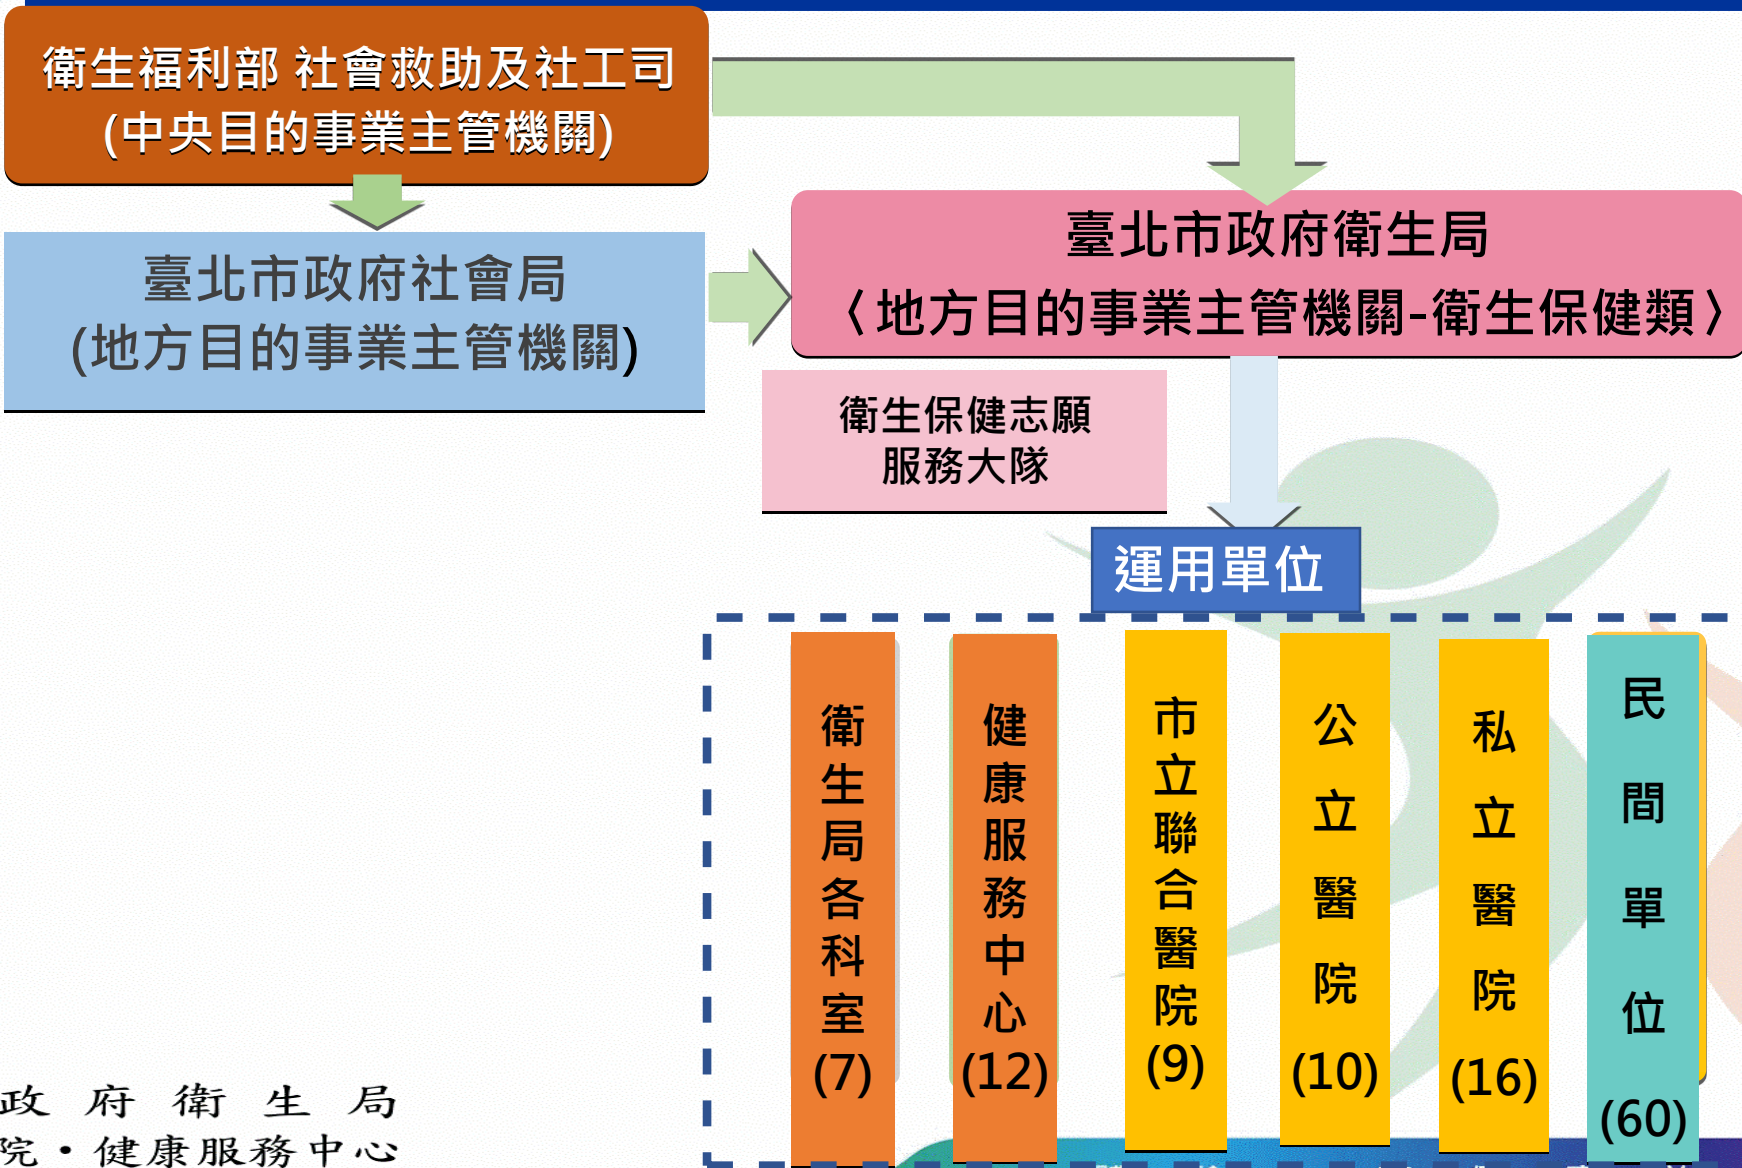 衛生福利部 社會救助及社工司
(中央目的事業主管機關)
臺北市政府社會局
(地方目的事業主管機關)
臺北市政府衛生局
〈地方目的事業主管機關-衛生保健類〉
衛生保健志願
服務大隊
運用單位
衛生局各科室(7)
健康服務中心(12)
市立聯合醫院(9)
公立醫院(10)
私立醫院(16)
民間單位(60)
政府衛生局
院・健康服務中心